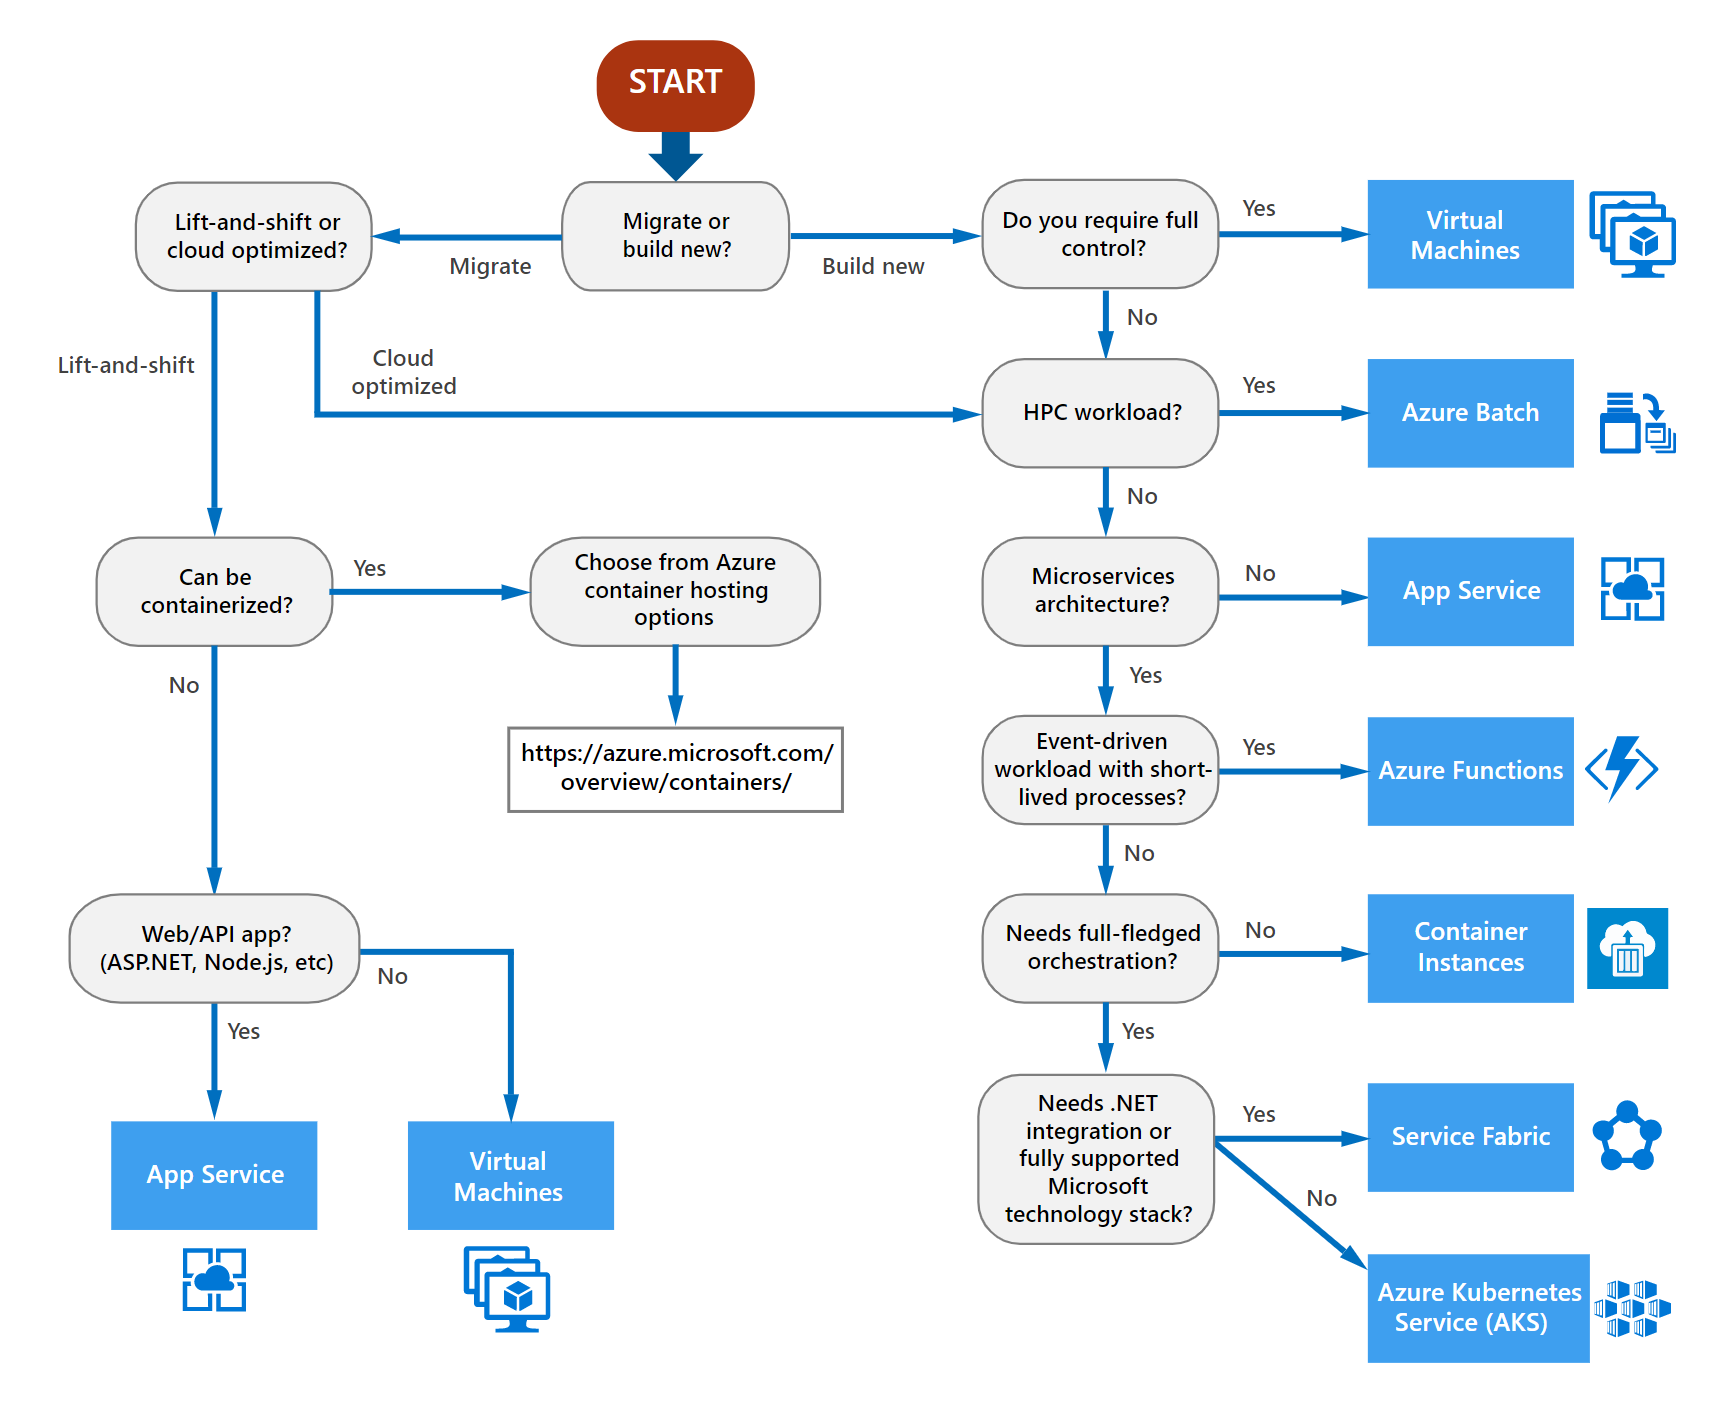 START
Lift-and-shift or
cloud optimized?
Migrate
Migrate or
build new?
Build new
Do you require full
control?
Yes
Virtual
Machines
No
Lift-and-shift
Cloud
optimized
HPC workload?
Yes
Azure Batch
No
Can be
containerized?
Yes
Choose from Azure
container hosting
options
Microservices
architecture?
No
App Service
No
Yes
https://azure.microsoft.com/
overview/containers/
Event-driven
workload with short-
lived processes?
Yes
Azure Functions
No
Web/API app?
(ASP.NET, Node.js, etc)
No
Yes
Needs full-fledged
orchestration?
No
Container
Instances
Yes
App Service
Virtual
Machines
Needs .NET
integration or
fully supported
Microsoft
technology stack?
Yes
Service Fabric
No
Azure Kubernetes
Service (AKS)